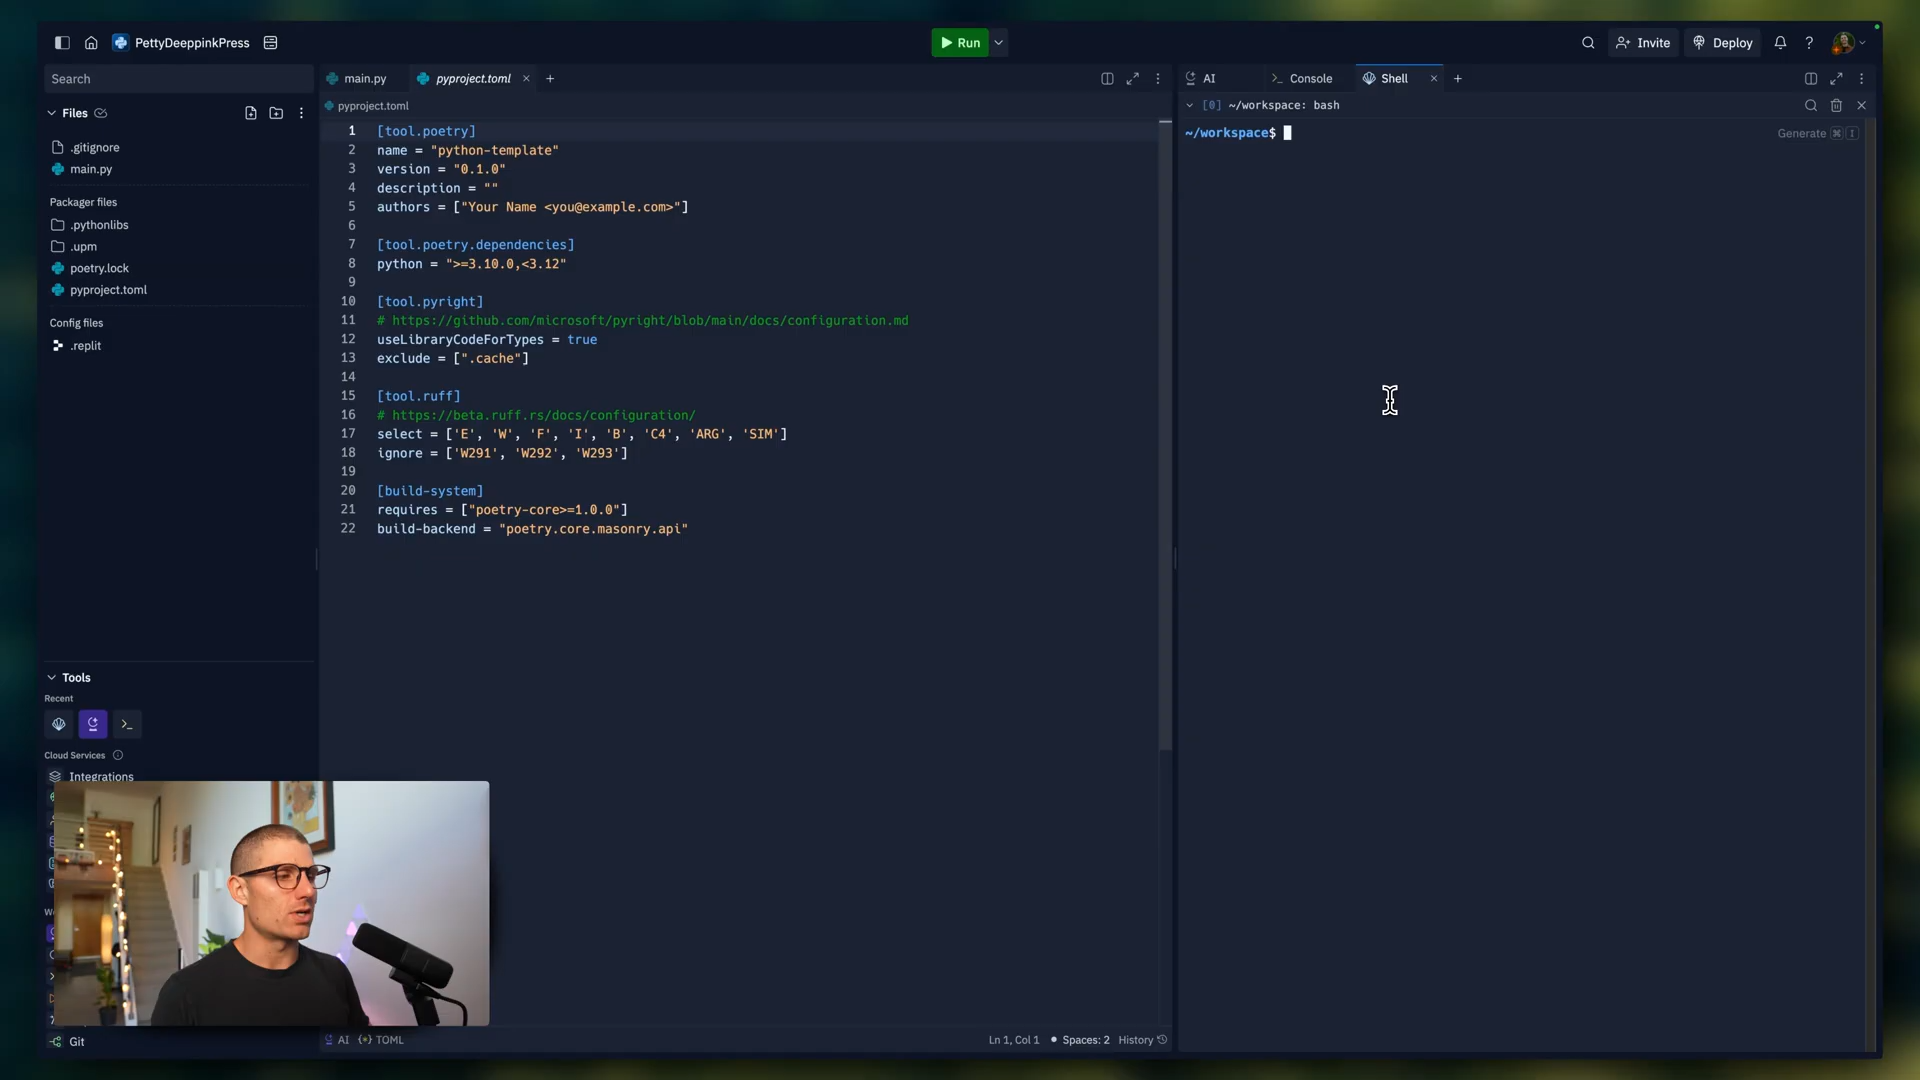 PettyDeeppinkPress
Run
Invite
Deploy
Search
Files
.gitignore
main.py
Packager files
.pythonlibs
.upm
poetry.lock
pyproject.toml
Config files
.replit
Tools
Recent
Cloud Services
Integrations
Git
main.py
pyproject.toml
pyproject.toml
1 [tool.poetry]
2 name = "python-template"
3 version = "0.1.0"
4 description = ""
5 authors = ["Your Name <you@example.com>"]
6
7 [tool.poetry.dependencies]
8 python = ">=3.10.0,<3.12"
9
10 [tool.pyright]
11 # https://github.com/microsoft/pyright/blob/main/docs/configuration.md
12 useLibraryCodeForTypes = true
13 exclude = [".cache"]
14
15 [tool.ruff]
16 # https://beta.ruff.rs/docs/configuration/
17 select = ['E', 'W', 'F', 'I', 'B', 'C4', 'ARG', 'SIM']
18 ignore = ['W291', 'W292', 'W293']
19
20 [build-system]
21 requires = ["poetry-core>=1.0.0"]
22 build-backend = "poetry.core.masonry.api"
AI TOML
Ln 1, Col 1 • Spaces: 2 History
AI
Console
Shell
[0] ~/workspace: bash
~/workspace$
Generate ⌘ I